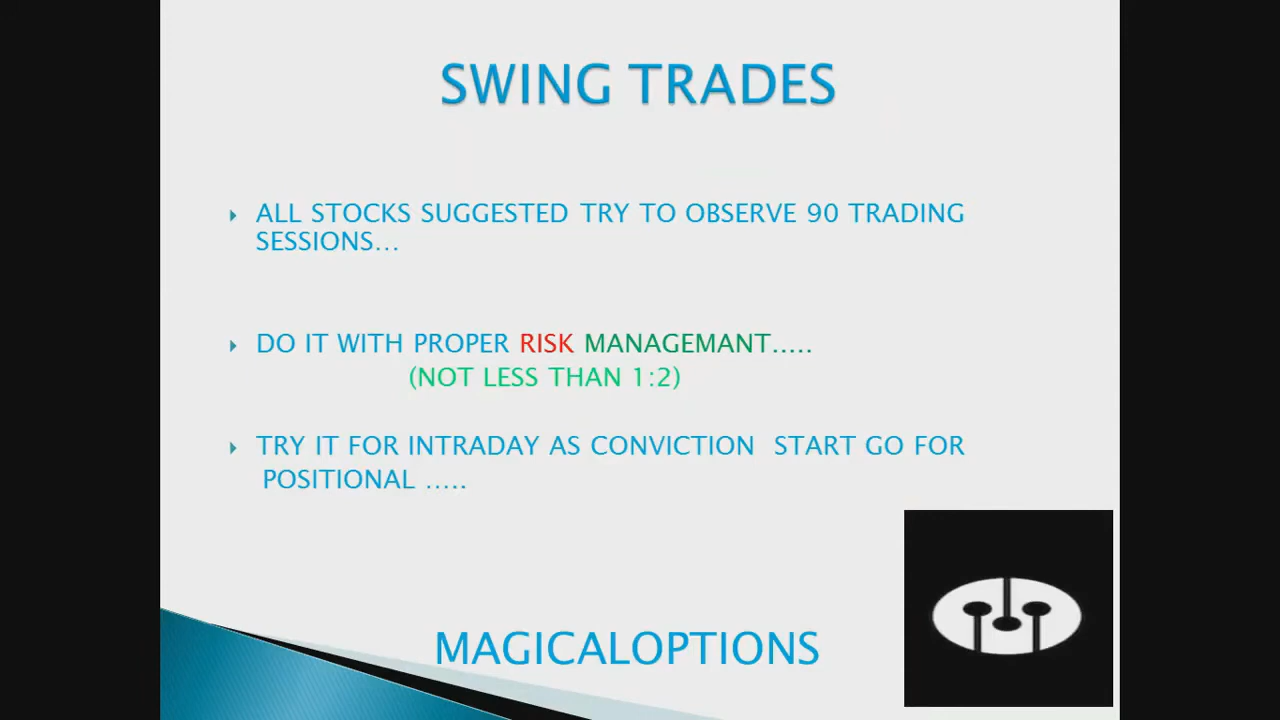 SWING TRADES
ALL STOCKS SUGGESTED TRY TO OBSERVE 90 TRADING
SESSIONS...
DO IT WITH PROPER RISK MANAGEMANT.....
(NOT LESS THAN 1:2)
TRY IT FOR INTRADAY AS CONVICTION START GO FOR
POSITIONAL .....
MAGICALOPTIONS